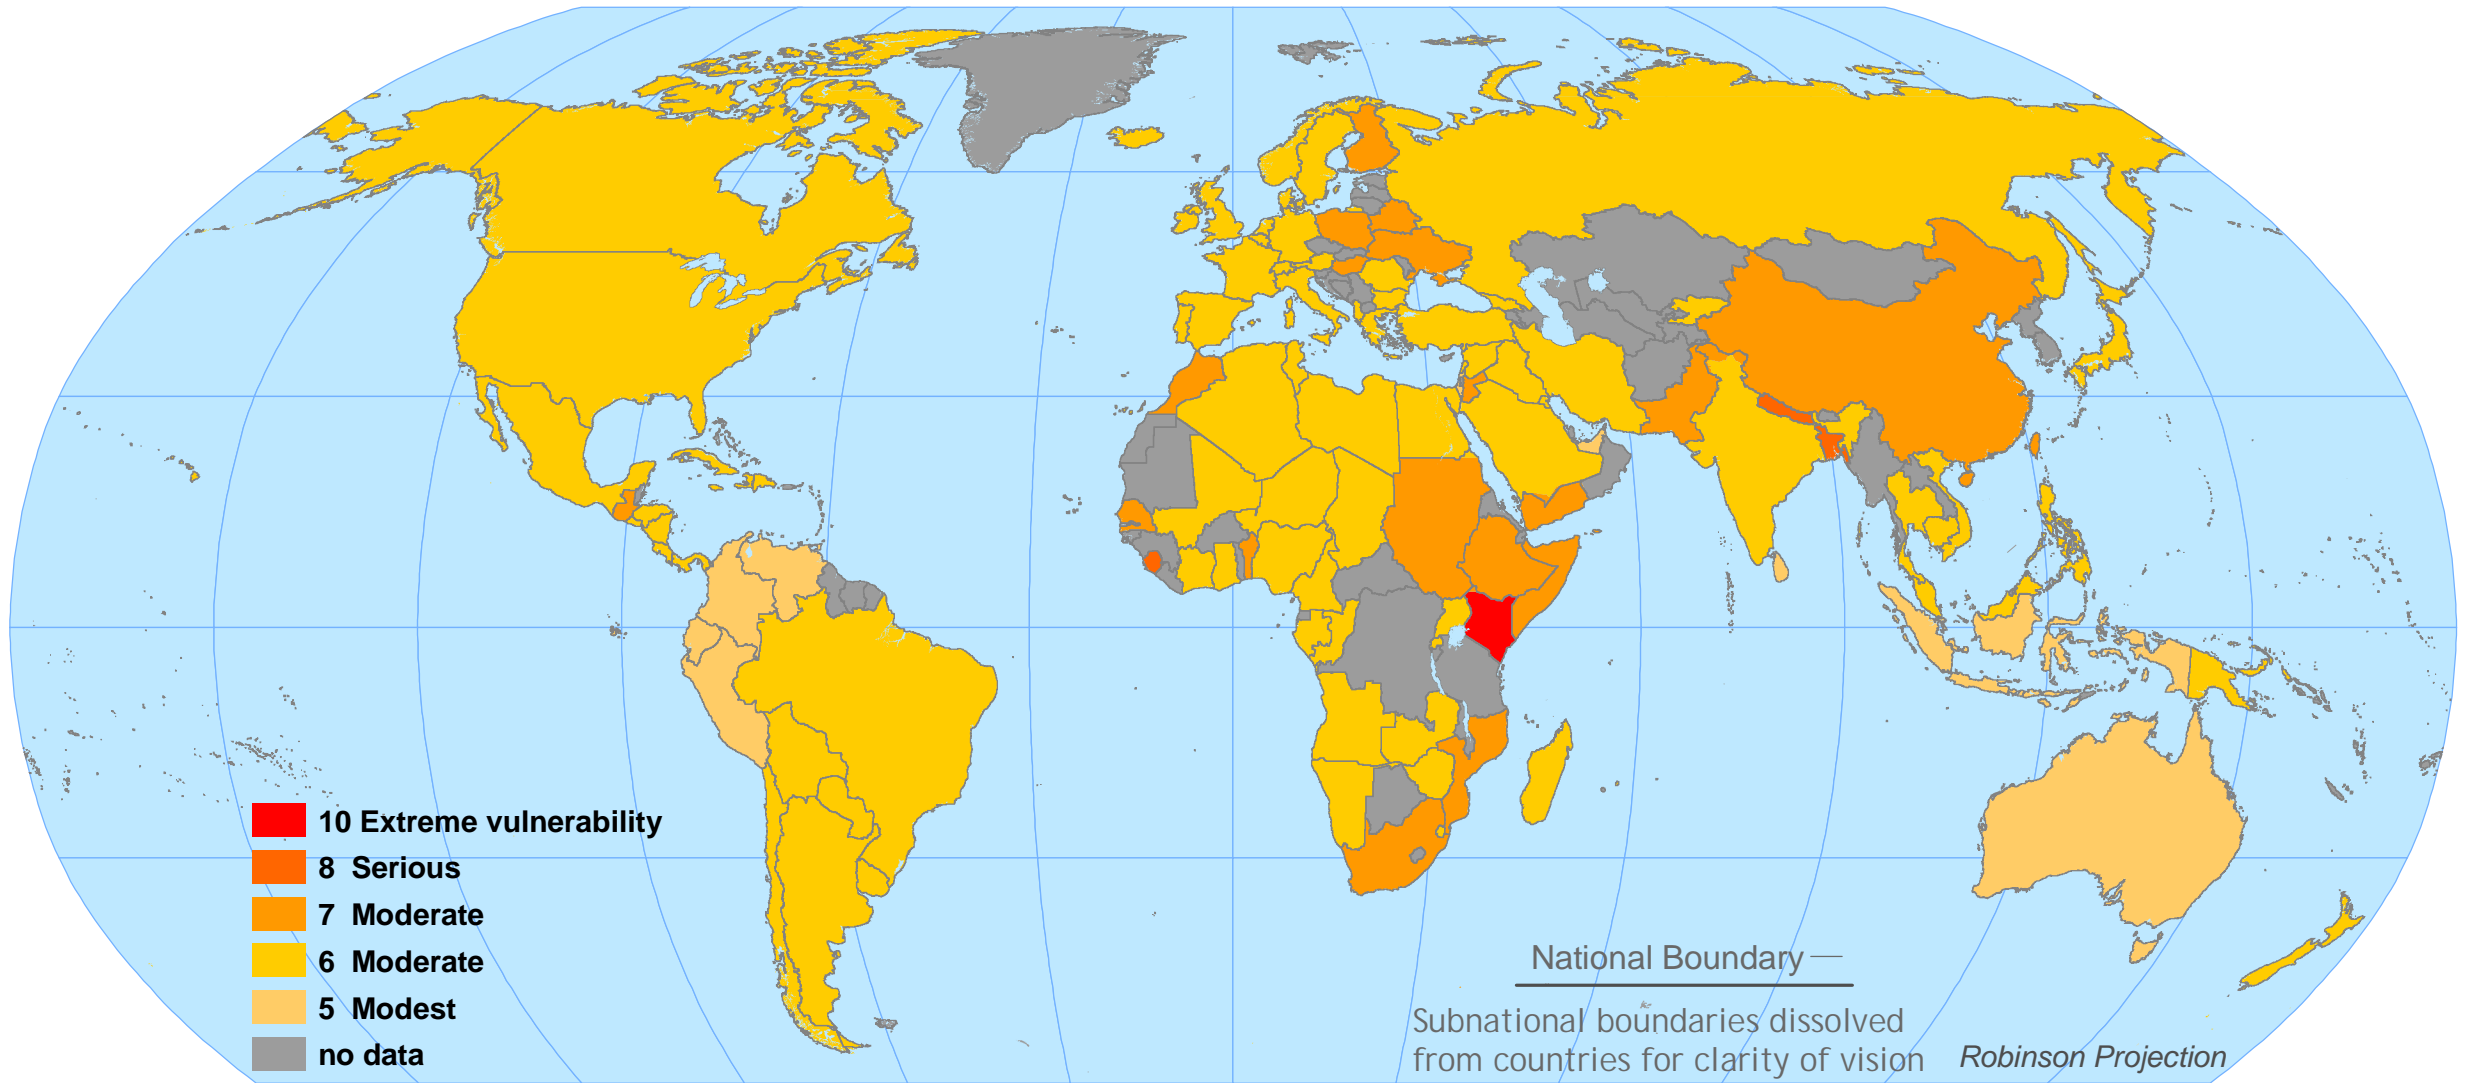 10 Extreme vulnerability
8 Serious
7 Moderate
6 Moderate
5 Modest
no data
National Boundary
Subnational boundaries dissolved
from countries for clarity of vision
Robinson Projection